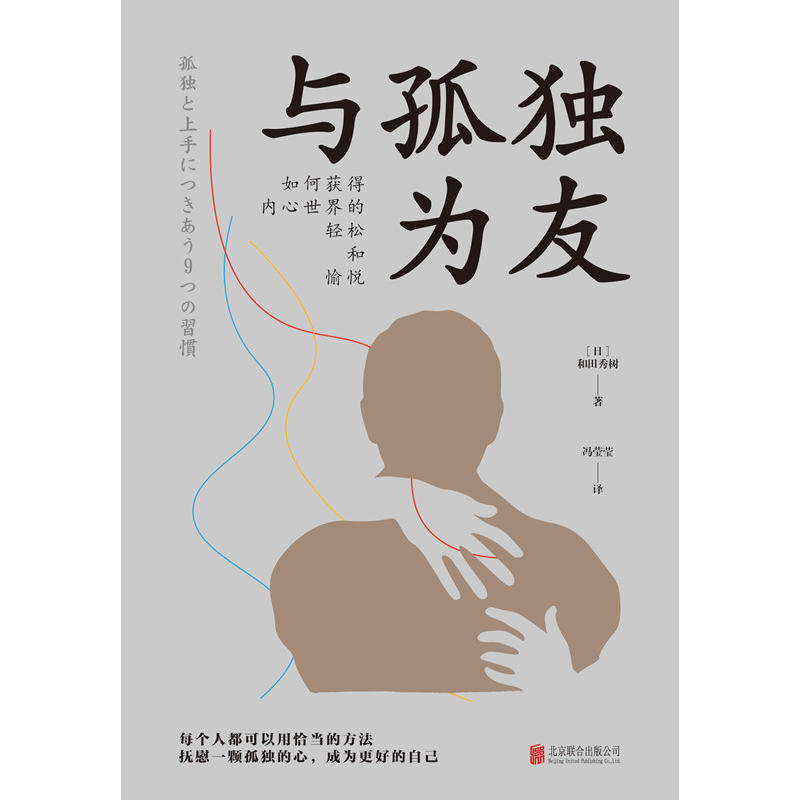 孤独と上手につきあう9つの習慣
与孤独
为友
如何获得
内心世界的
轻松
和
愉悦
[日]
和田秀树
著
冯莹莹
译
每个人都可以用恰当的方法
抚慰一颗孤独的心，成为更好的自己
北京联合出版公司
Beijing United Publishing Co.,Ltd.